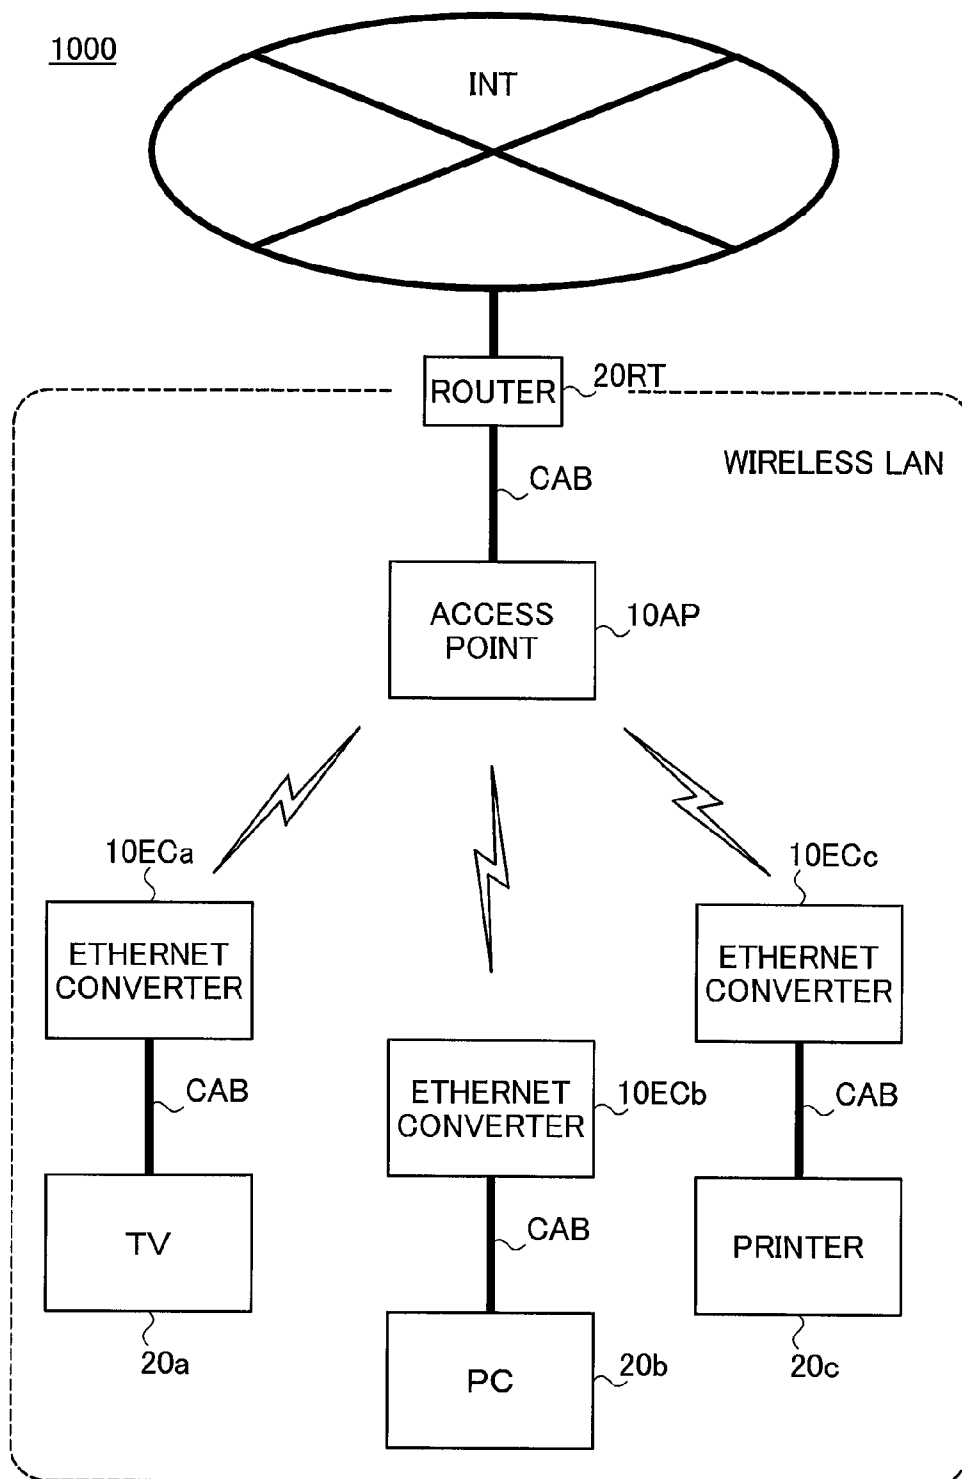 1000
INT
ROUTER
20RT
WIRELESS LAN
CAB
ACCESS
POINT
10AP
10ECa
10ECc
ETHERNET
CONVERTER
ETHERNET
CONVERTER
ETHERNET
CONVERTER
10ECb
CAB
CAB
TV
CAB
PRINTER
20a
PC
20b
20c